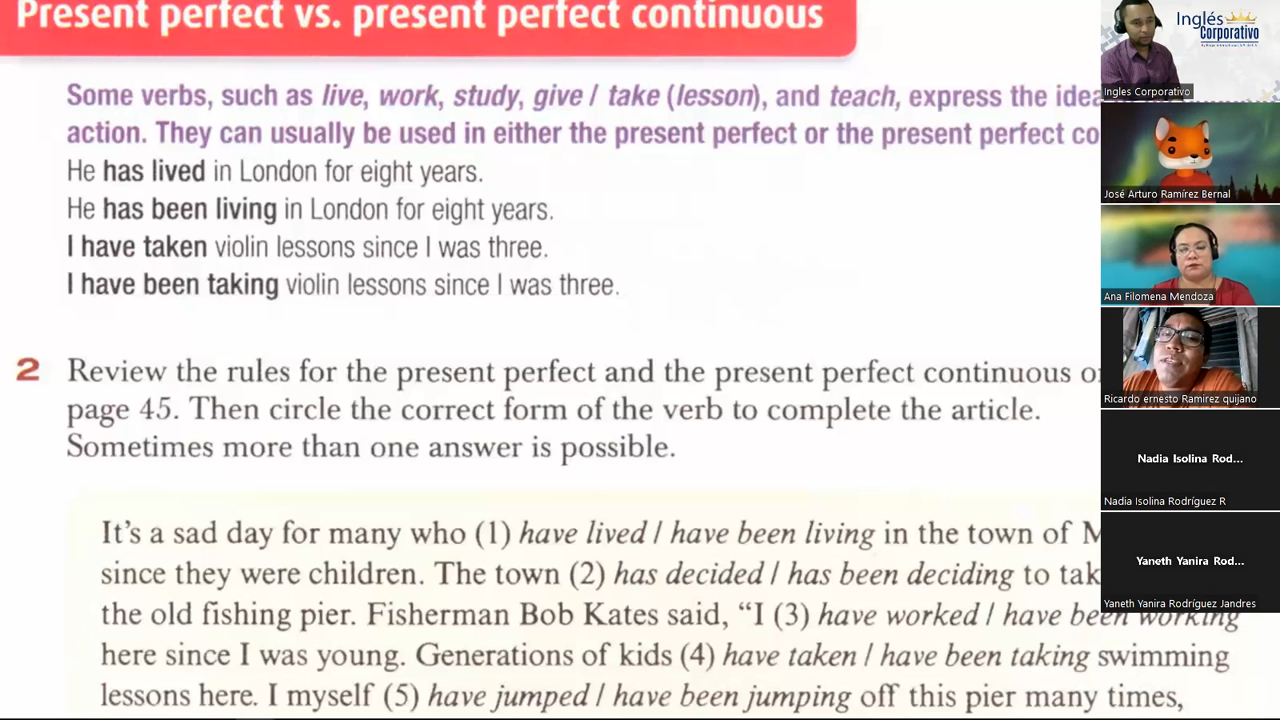 Present perfect vs. present perfect continuous
Some verbs, such as live, work, study, give / take (lesson), and teach, express the idea
action. They can usually be used in either the present perfect or the present perfect co
He has lived in London for eight years.
He has been living in London for eight years.
I have taken violin lessons since I was three.
I have been taking violin lessons since I was three.
2 Review the rules for the present perfect and the present perfect continuous
page 45. Then circle the correct form of the verb to complete the article.
Sometimes more than one answer is possible.
It's a sad day for many who (1) have lived / have been living in the town of M
since they were children. The town (2) has decided / has been deciding to tak
the old fishing pier. Fisherman Bob Kates said, “I (3) have worked / have been working
here since I was young. Generations of kids (4) have taken / have been taking swimming
lessons here. I myself (5) have jumped / have been jumping off this pier many times,
Inglés
Corporativo
Ingles Corporativo
José Arturo Ramírez Bernal
Ana Filomena Mendoza
Ricardo ernesto Ramirez quijano
Nadia Isolina Rod...
Nadia Isolina Rodríguez R
Yaneth Yanira Rod...
Yaneth Yanira Rodríguez Jandres